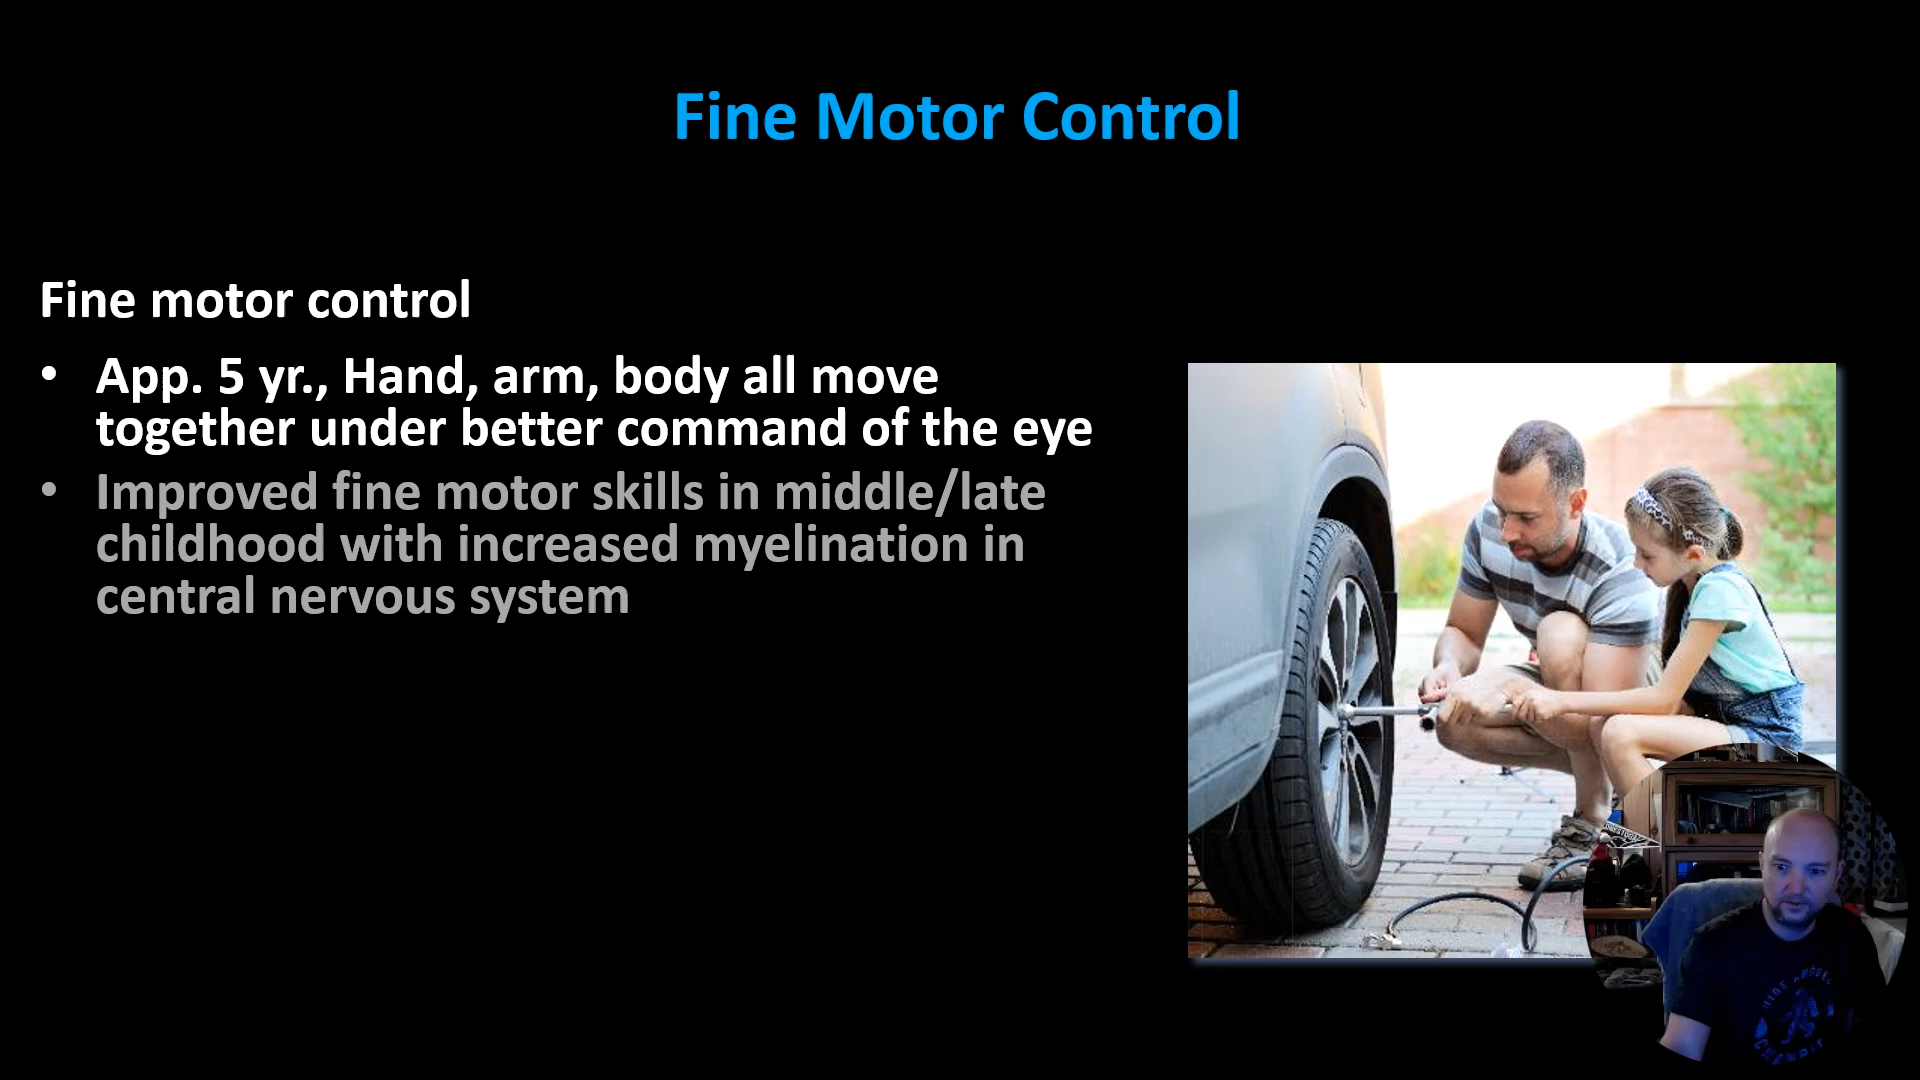 Fine Motor Control
Fine motor control
• App. 5 yr., Hand, arm, body all move
together under better command of the eye
• Improved fine motor skills in middle/late
childhood with increased myelination in
central nervous system